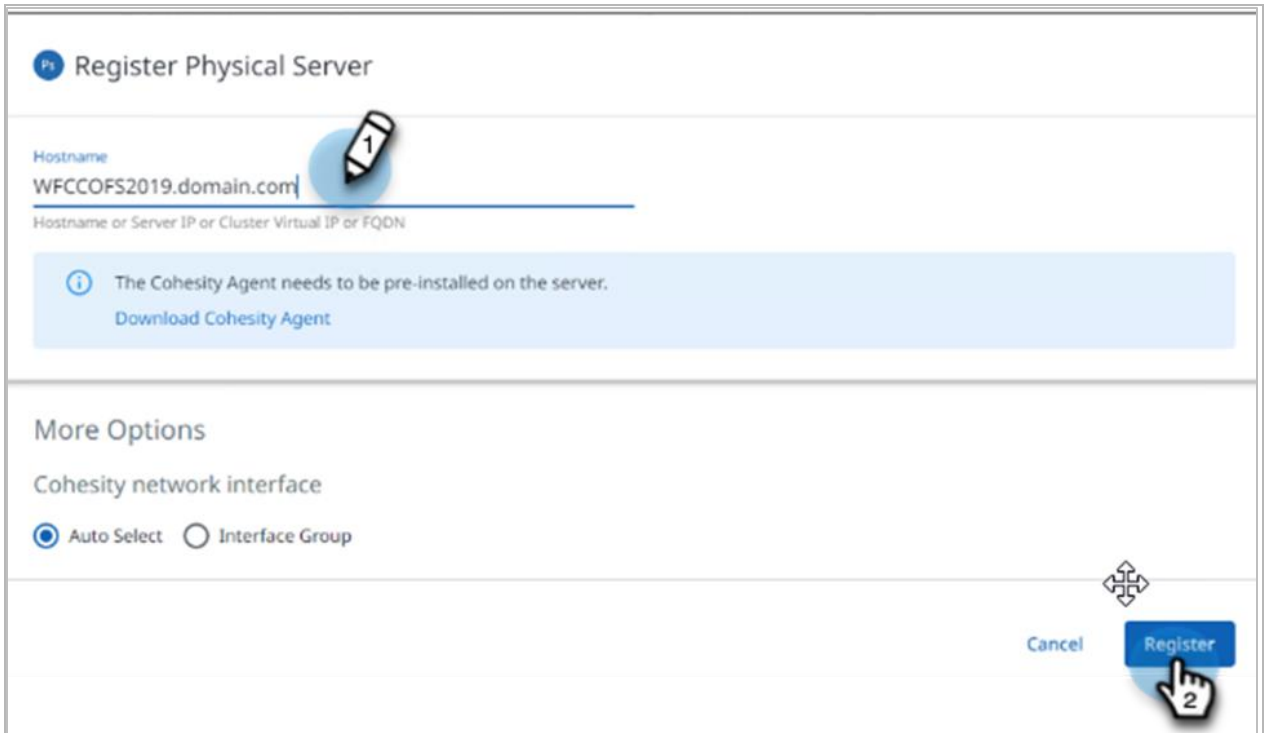 Ps Register Physical Server
1
Hostname
WFCCOFS2019.domain.com
Hostname or Server IP or Cluster Virtual IP or FQDN
The Cohesity Agent needs to be pre-installed on the server.
Download Cohesity Agent
More Options
Cohesity network interface
Auto Select Interface Group
Cancel Register
2